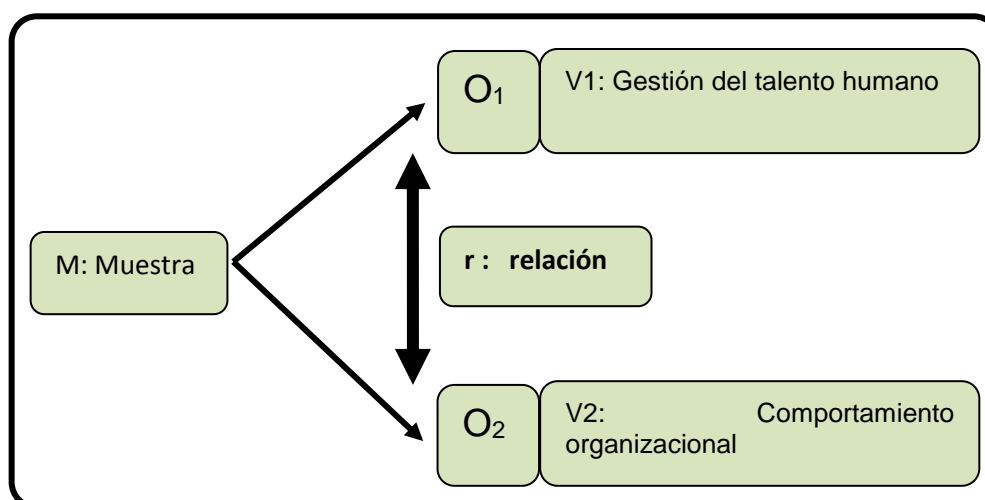 O₁
V1: Gestión del talento humano
M: Muestra
r : relación
O₂
V2: Comportamiento
organizacional